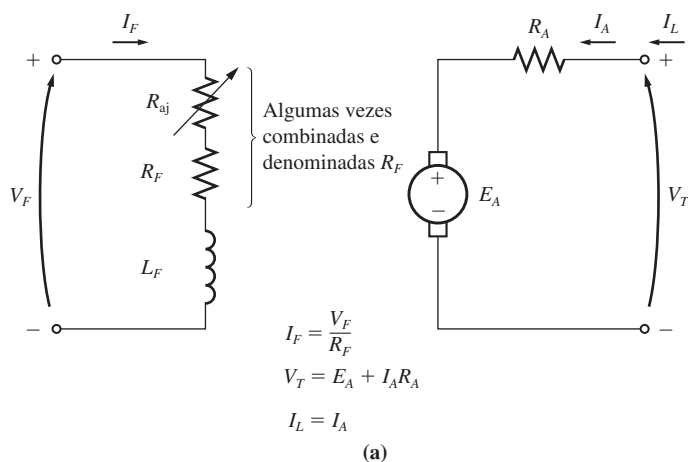 I_F
R_A
I_A
I_L
+
+
R_aj
Algumas vezes
combinadas e
denominadas R_F
R_F
V_F
+
−
E_A
V_T
L_F
−
−
I_F = V_F / R_F
V_T = E_A + I_A R_A
I_L = I_A
(a)